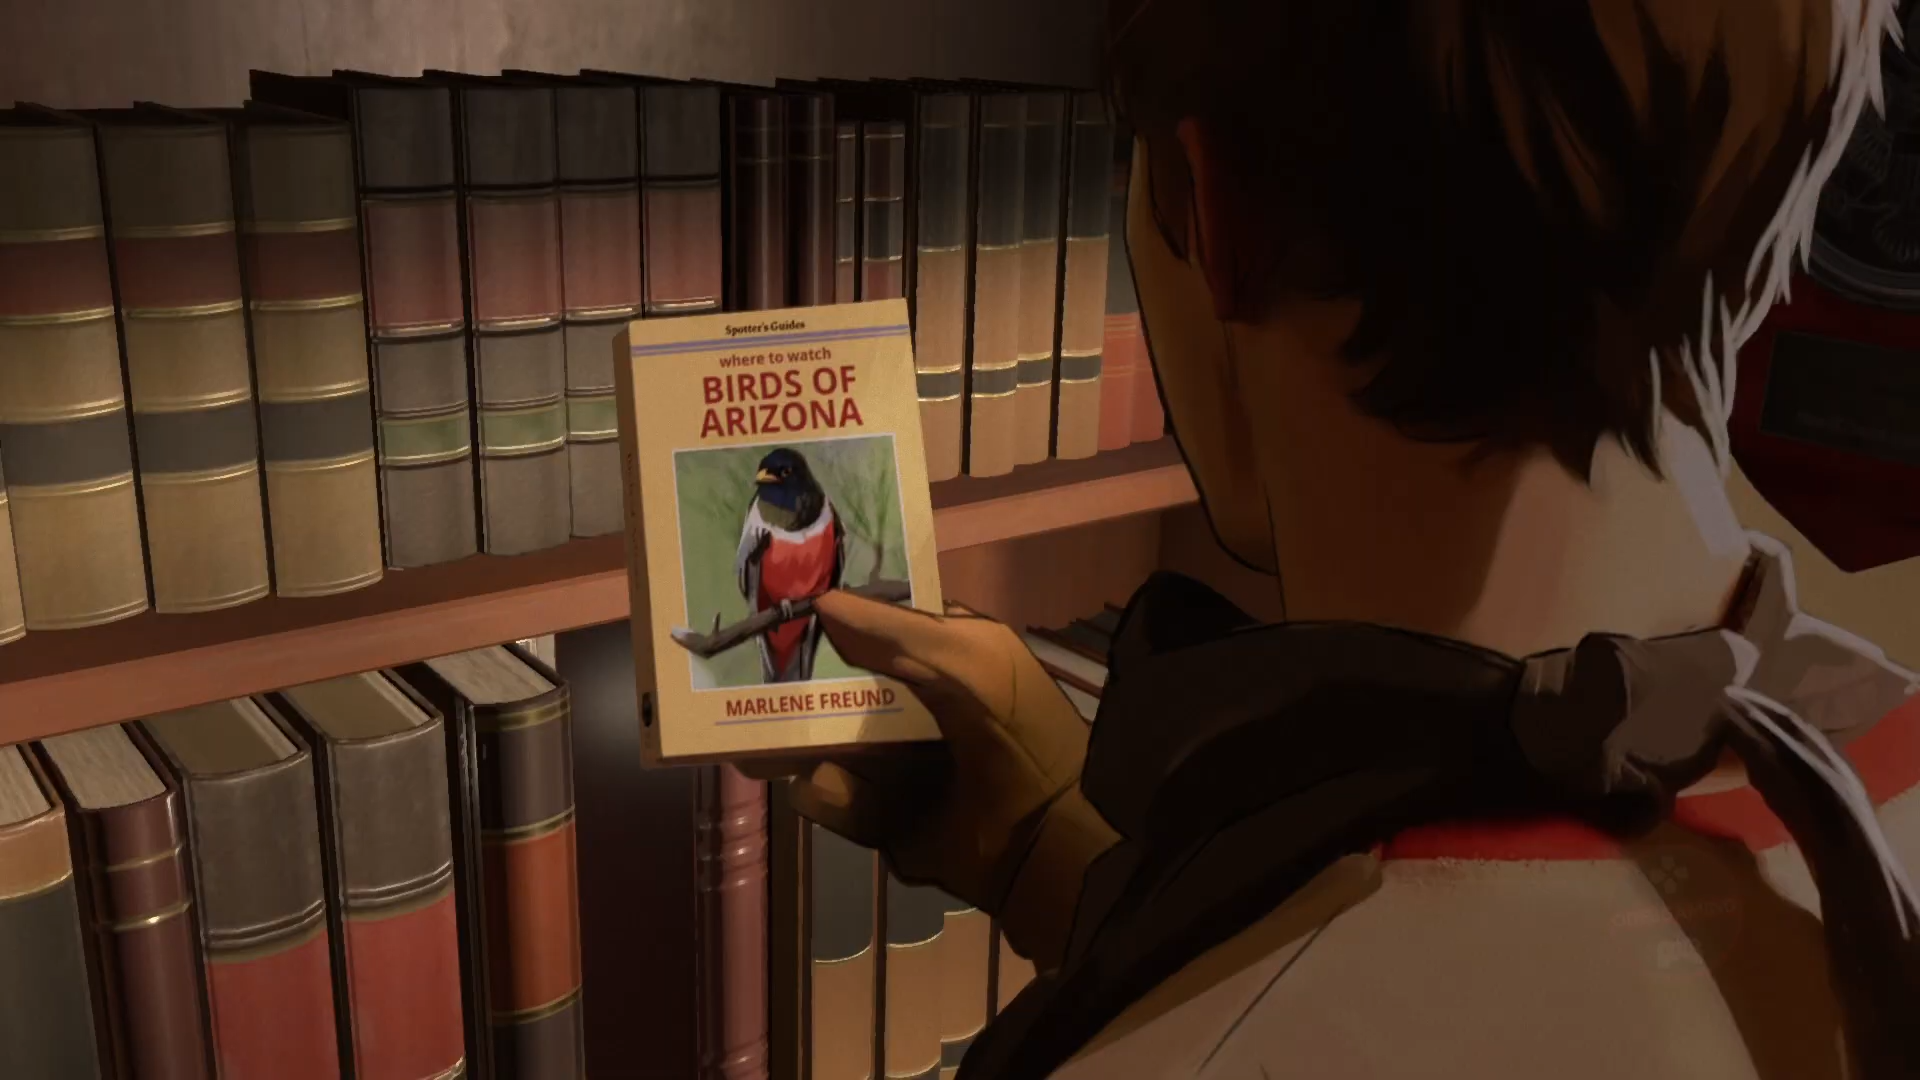 Spotter's Guides
where to watch
BIRDS OF
ARIZONA
MARLENE FREUND